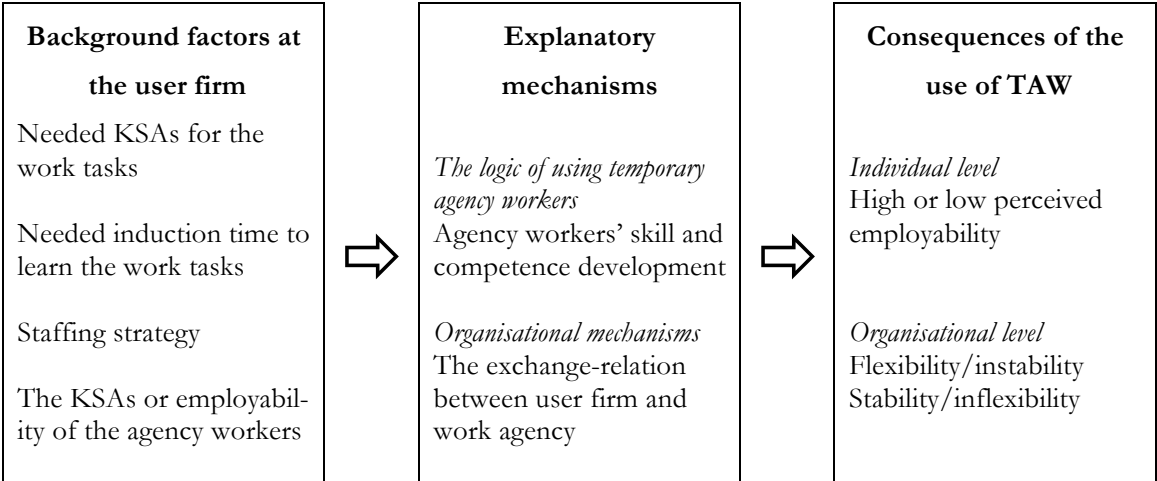 Background factors at
the user firm
Needed KSAs for the
work tasks
Needed induction time to
learn the work tasks
Staffing strategy
The KSAs or employabil-
ity of the agency workers
Explanatory
mechanisms
The logic of using temporary
agency workers
Agency workers’ skill and
competence development
Organisational mechanisms
The exchange-relation
between user firm and
work agency
Consequences of the
use of TAW
Individual level
High or low perceived
employability
Organisational level
Flexibility/instability
Stability/inflexibility